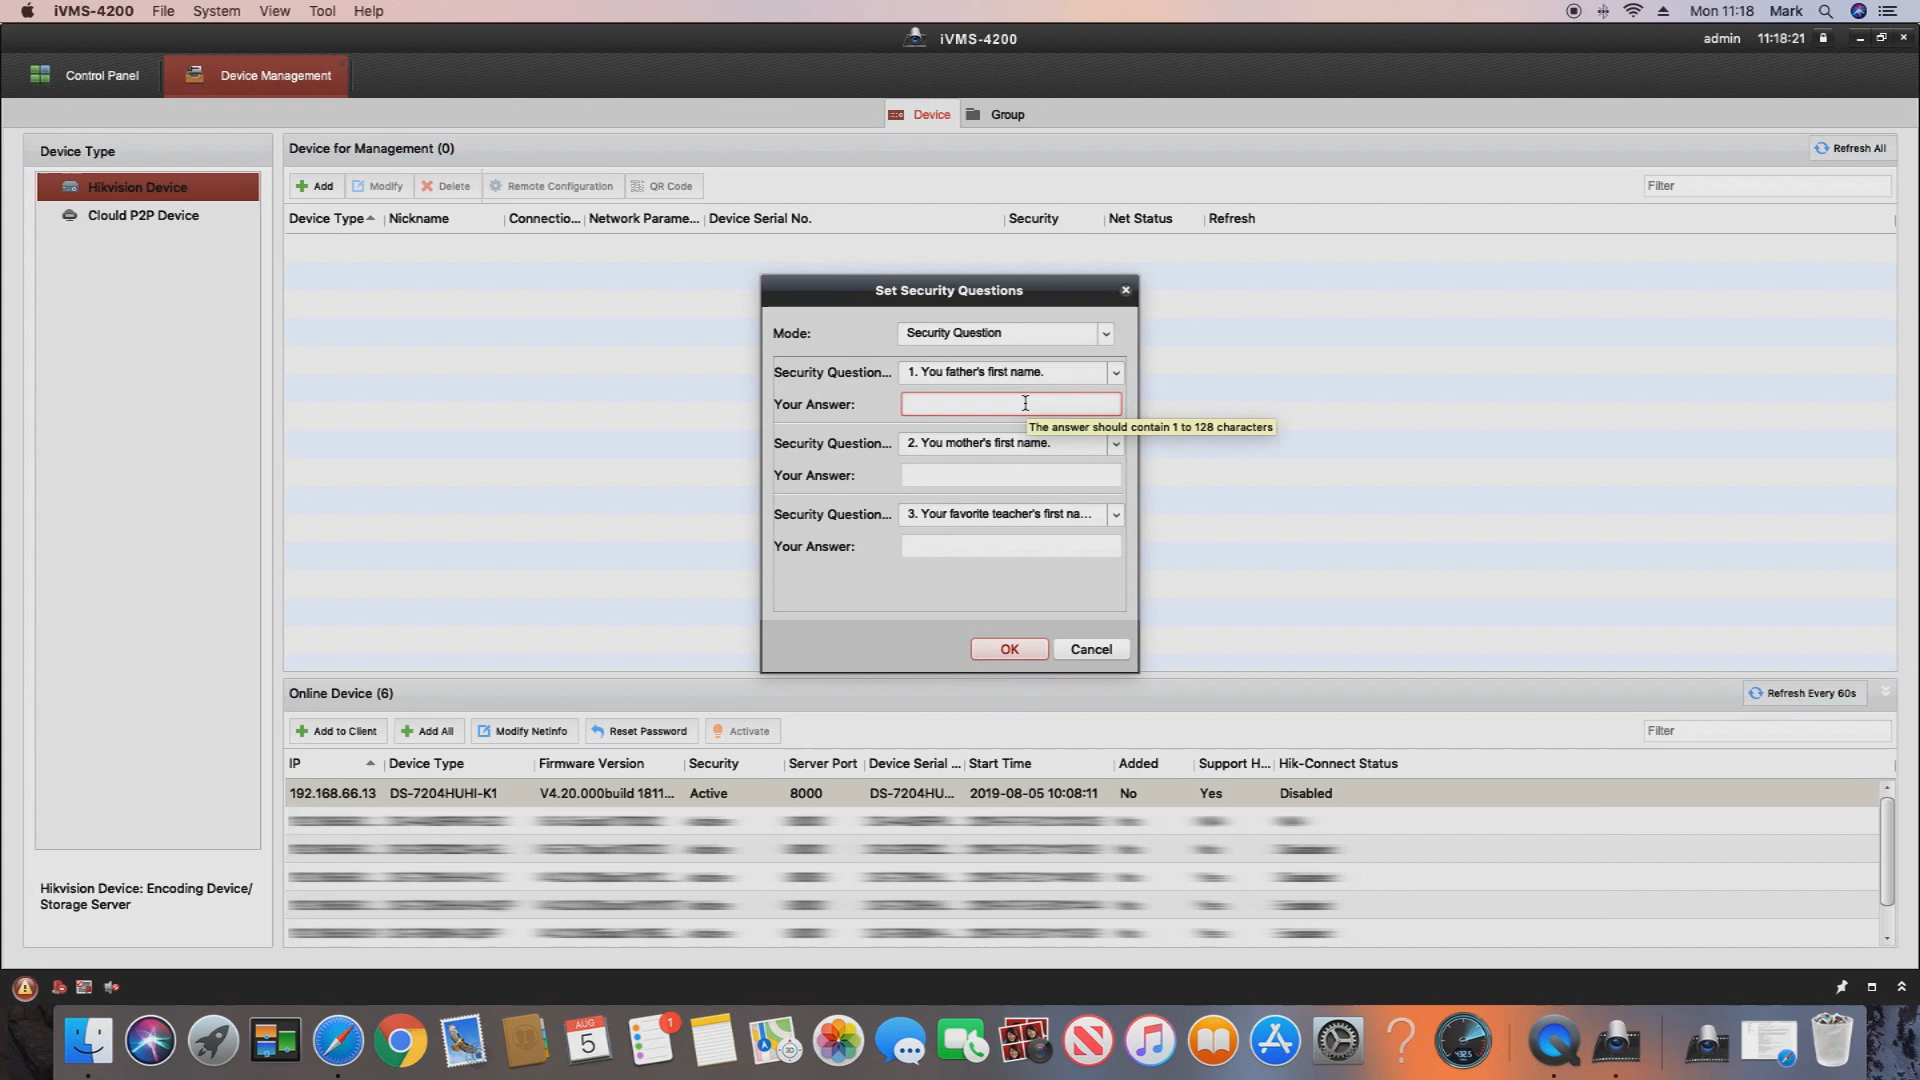 iVMS-4200 File System View Tool Help Mon 11:18 Mark
iVMS-4200 admin 11:18:21
Control Panel Device Management
Device Group
Device Type
Hikvision Device
Clould P2P Device
Hikvision Device: Encoding Device/
Storage Server
Device for Management (0) Refresh All
Add Modify Delete Remote Configuration QR Code Filter
Device Type Nickname Connectio... Network Parame... Device Serial No. Security Net Status Refresh
Set Security Questions
Mode: Security Question
Security Question... 1. You father's first name.
Your Answer:
The answer should contain 1 to 128 characters
Security Question... 2. You mother's first name.
Your Answer:
Security Question... 3. Your favorite teacher's first na...
Your Answer:
OK Cancel
Online Device (6) Refresh Every 60s
Add to Client Add All Modify Netinfo Reset Password Activate Filter
IP Device Type Firmware Version Security Server Port Device Serial ... Start Time Added Support H... Hik-Connect Status
192.168.66.13 DS-7204HUHI-K1 V4.20.000build 1811... Active 8000 DS-7204HU... 2019-08-05 10:08:11 No Yes Disabled
AUG
5
1
3D
432.5